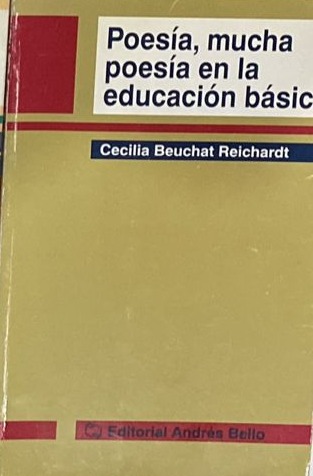 Poesía, mucha
poesía en la
educación básic
Cecilia Beuchat Reichardt
Editorial Andrés Bello